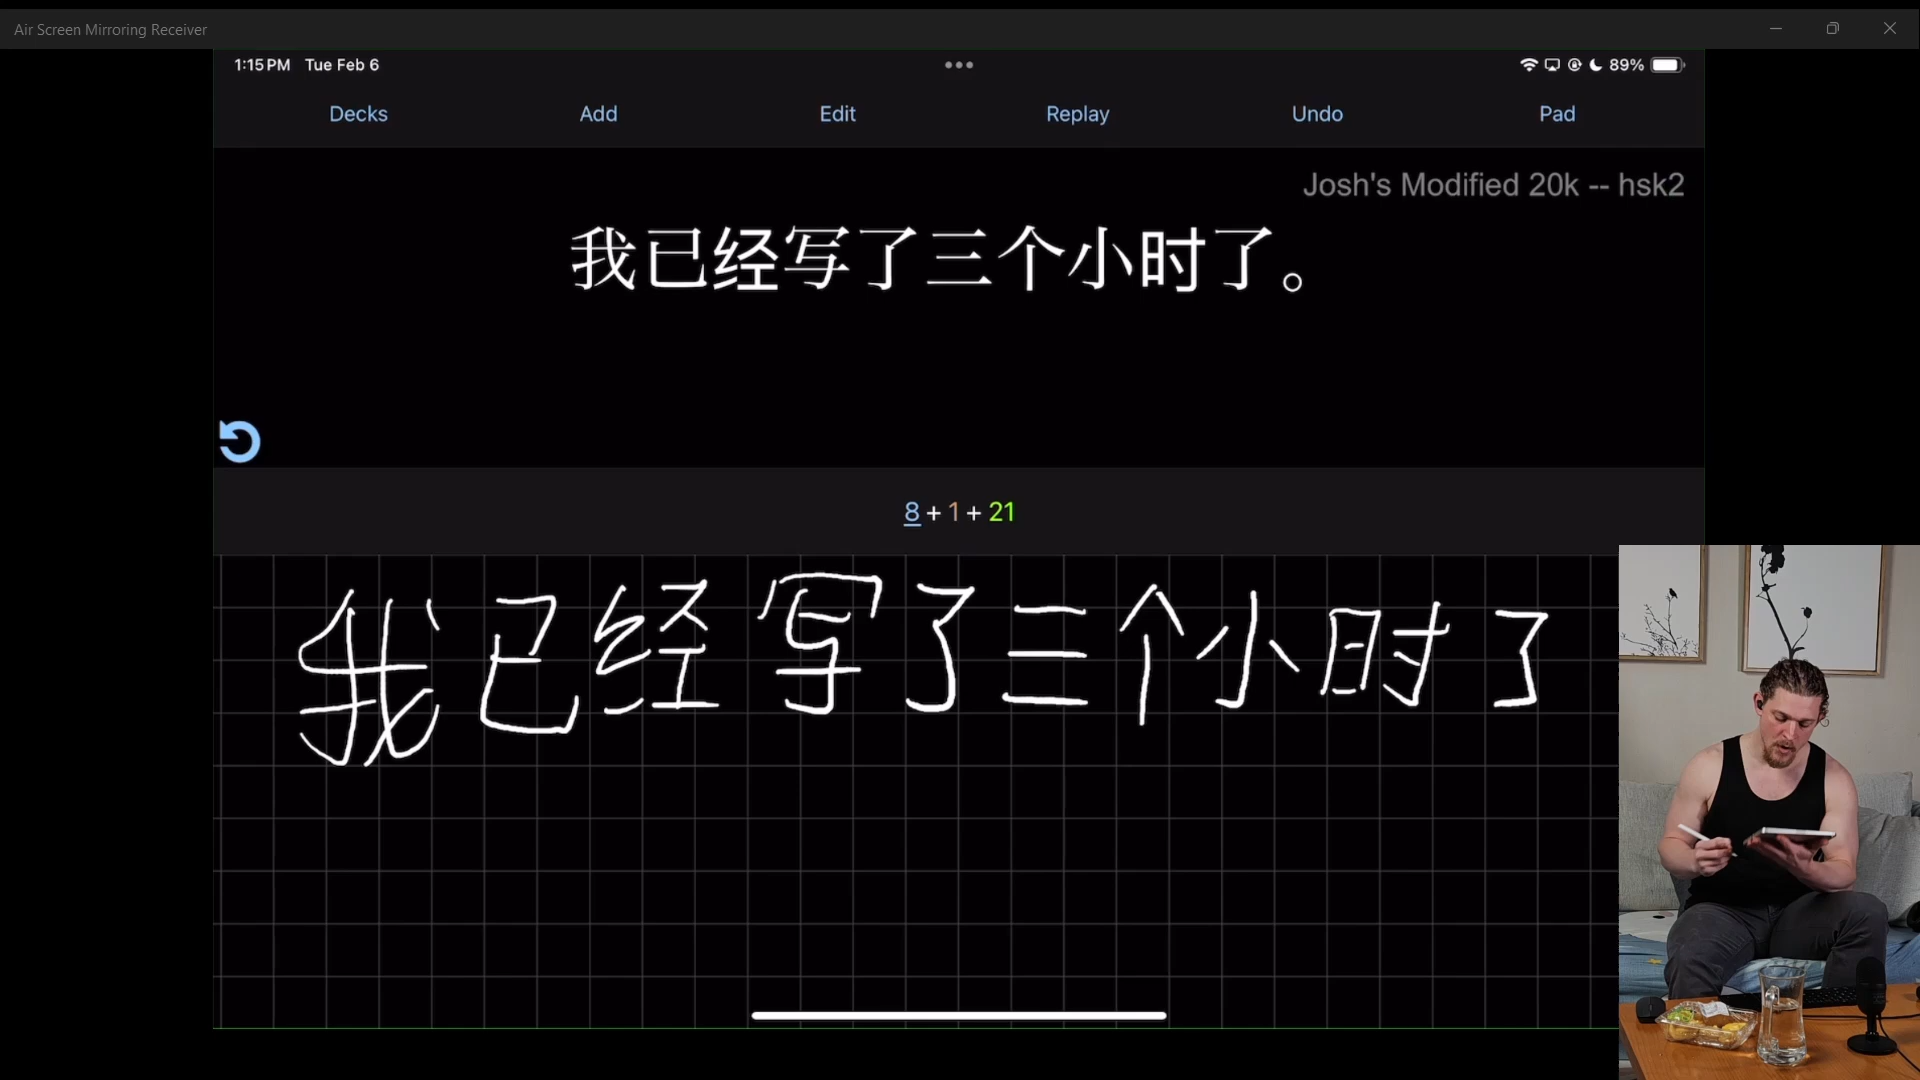 Air Screen Mirroring Receiver
1:15 PM Tue Feb 6
89%
Decks Add Edit Replay Undo Pad
Josh's Modified 20k -- hsk2
我已经写了三个小时了。
8 + 1 + 21
我已经写了三个小时了